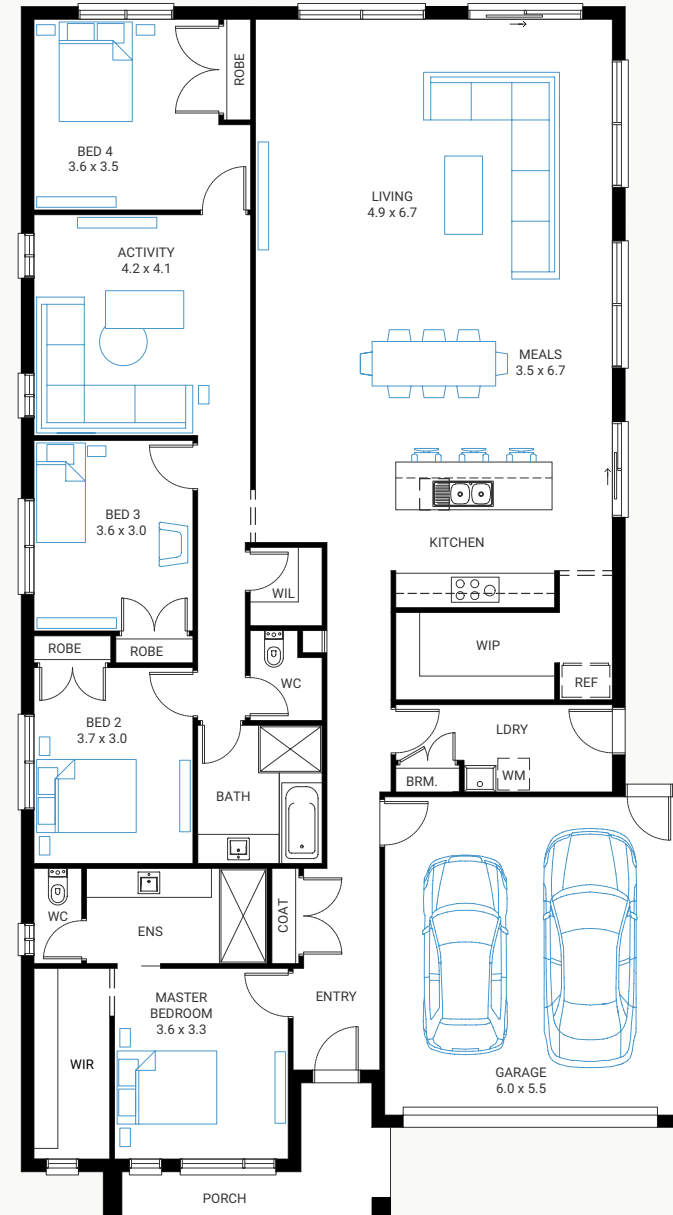 ROBE
BED 4
3.6 x 3.5
LIVING
4.9 x 6.7
ACTIVITY
4.2 x 4.1
MEALS
3.5 x 6.7
BED 3
3.6 x 3.0
KITCHEN
WIL
ROBE
ROBE
WIP
WC
REF
BED 2
3.7 x 3.0
LDRY
BATH
BRM.
WM
WC
ENS
COAT
MASTER
BEDROOM
3.6 x 3.3
ENTRY
WIR
GARAGE
6.0 x 5.5
PORCH